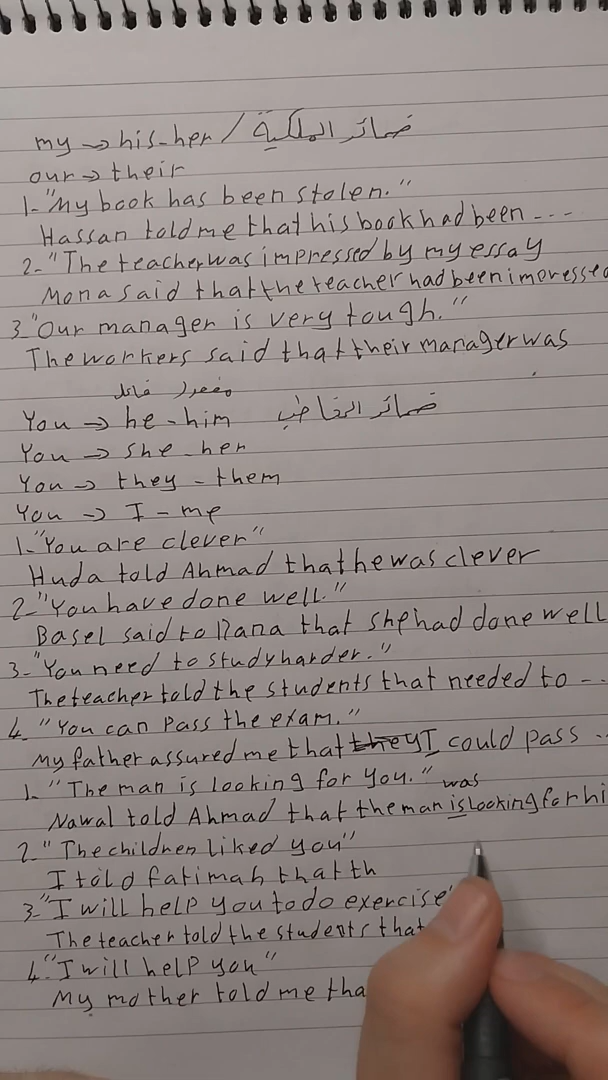 my → his-her / ضمائر الملكية
our → their
1-"My book has been stolen."
Hassan told me that his book had been ---
2-"The teacher was impressed by my essay
Mona said that the teacher had been impresse
3-"Our manager is very tough."
The workers said that their manager was
فاعل مفعول
You → he-him ضمائر المخاطب
You → she-her
You → they-them
You → I-me
1-"You are clever"
Huda told Ahmad that he was clever
2-"You have done well."
Basel said to Rana that she had done well
3-"You need to study harder."
The teacher told the students that needed to --
4. "You can pass the exam."
My father assured me that they I could pass --
1. "The man is looking for you."
was
Nawal told Ahmad that the man is looking for hi
2-"The children liked you"
I told fatimah that th
3-"I will help you to do exercise"
The teacher told the students that
4-"I will help you"
My mother told me tha